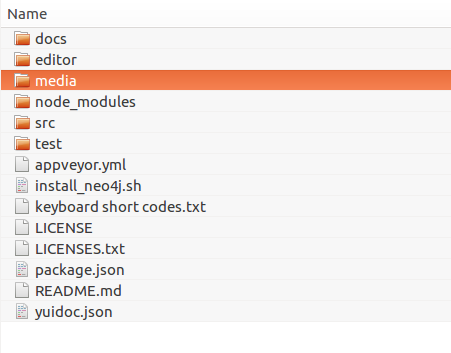 Name
docs
editor
media
node_modules
src
test
appveyor.yml
install_neo4j.sh
keyboard short codes.txt
LICENSE
LICENSES.txt
package.json
README.md
yuidoc.json